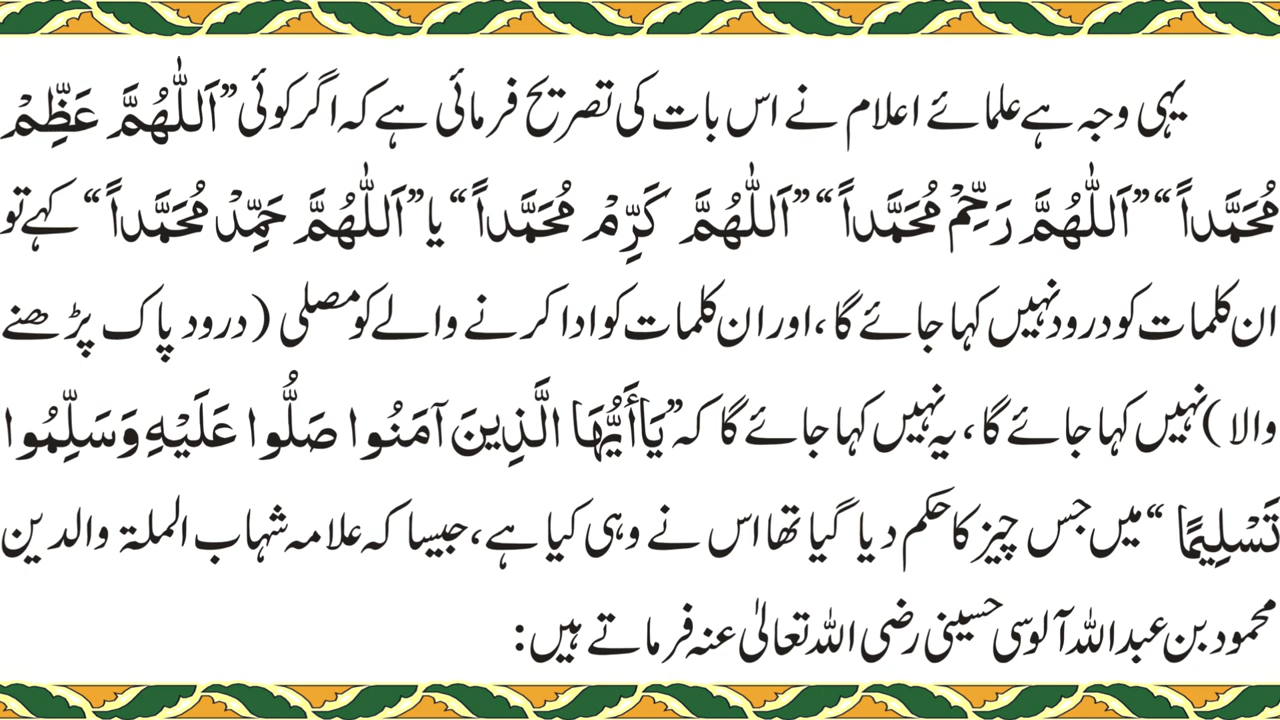 یہی وجہ ہے علمائے اعلام نے اس بات کی تصریح فرمائی ہے کہ اگر کوئی ”اَللّٰهُمَّ عَظِّمْ
مُحَمَّداً“ ”اَللّٰهُمَّ رَحِّمْ مُحَمَّداً“ ”اَللّٰهُمَّ كَرِّمْ مُحَمَّداً“ یا ”اَللّٰهُمَّ حَمِّدْ مُحَمَّداً“ کہے تو
ان کلمات کو درود نہیں کہا جائے گا ، اور ان کلمات کو ادا کرنے والے کو مصلی (درود پاک پڑھنے
والا) نہیں کہا جائے گا ، یہ نہیں کہا جائے گا کہ ”يَاأَيُّهَا الَّذِينَ آمَنُوا صَلُّوا عَلَيْهِ وَسَلِّمُوا
تَسْلِيمًا“ میں جس چیز کا حکم دیا گیا تھا اس نے وہی کیا ہے، جیسا کہ علامہ شہاب الملۃ والدین
محمود بن عبد اللہ آلوسی حسینی رضی اللہ تعالیٰ عنہ فرماتے ہیں: